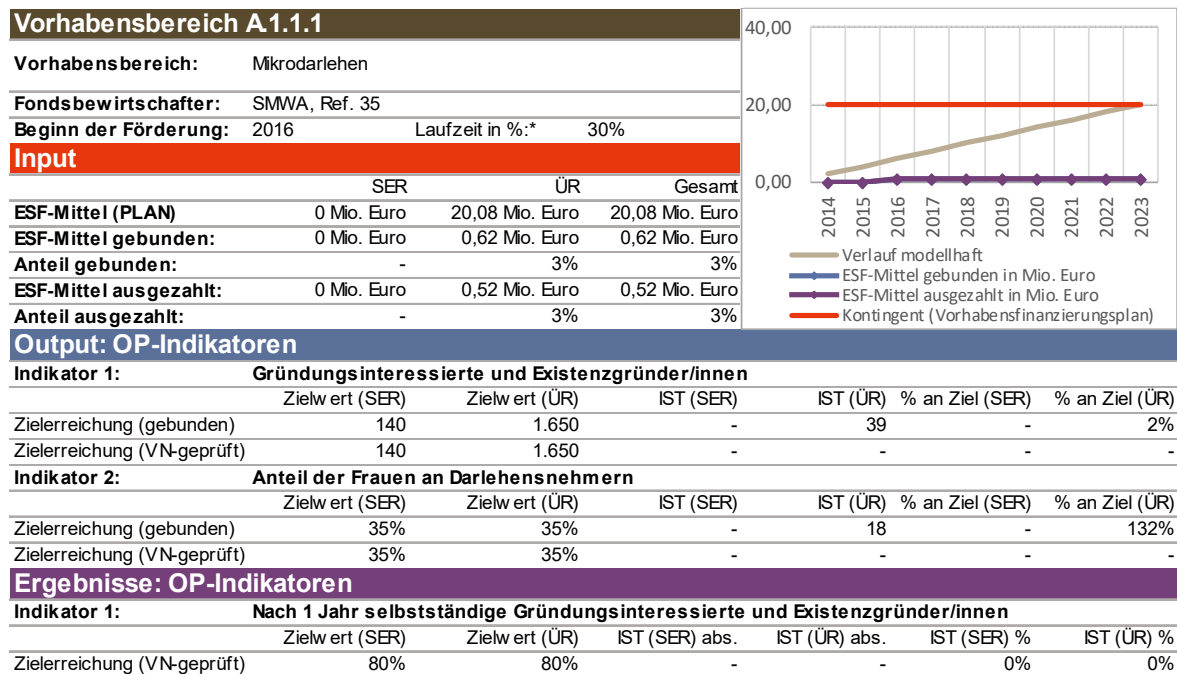 Vorhabensbereich A.1.1.1
Vorhabensbereich: Mikrodarlehen
Fondsbewirtschafter: SMWA, Ref. 35
Beginn der Förderung: 2016 Laufzeit in %:* 30%
Input
SER ÜR Gesamt
ESF-Mittel (PLAN) 0 Mio. Euro 20,08 Mio. Euro 20,08 Mio. Euro
ESF-Mittel gebunden: 0 Mio. Euro 0,62 Mio. Euro 0,62 Mio. Euro
Anteil gebunden: - 3% 3%
ESF-Mittel ausgezahlt: 0 Mio. Euro 0,52 Mio. Euro 0,52 Mio. Euro
Anteil ausgezahlt: - 3% 3%
40,00
20,00
0,00
2014 2015 2016 2017 2018 2019 2020 2021 2022 2023
Verlauf modellhaft
ESF-Mittel gebunden in Mio. Euro
ESF-Mittel ausgezahlt in Mio. Euro
Kontingent (Vorhabensfinanzierungsplan)
Output: OP-Indikatoren
Indikator 1: Gründungsinteressierte und Existenzgründer/innen
Zielwert (SER) Zielwert (ÜR) IST (SER) IST (ÜR) % an Ziel (SER) % an Ziel (ÜR)
Zielerreichung (gebunden) 140 1.650 - 39 - 2%
Zielerreichung (VN-geprüft) 140 1.650 - - - -
Indikator 2: Anteil der Frauen an Darlehensnehmern
Zielwert (SER) Zielwert (ÜR) IST (SER) IST (ÜR) % an Ziel (SER) % an Ziel (ÜR)
Zielerreichung (gebunden) 35% 35% - 18 - 132%
Zielerreichung (VN-geprüft) 35% 35% - - - -
Ergebnisse: OP-Indikatoren
Indikator 1: Nach 1 Jahr selbstständige Gründungsinteressierte und Existenzgründer/innen
Zielwert (SER) Zielwert (ÜR) IST (SER) abs. IST (ÜR) abs. IST (SER) % IST (ÜR) %
Zielerreichung (VN-geprüft) 80% 80% - - 0% 0%